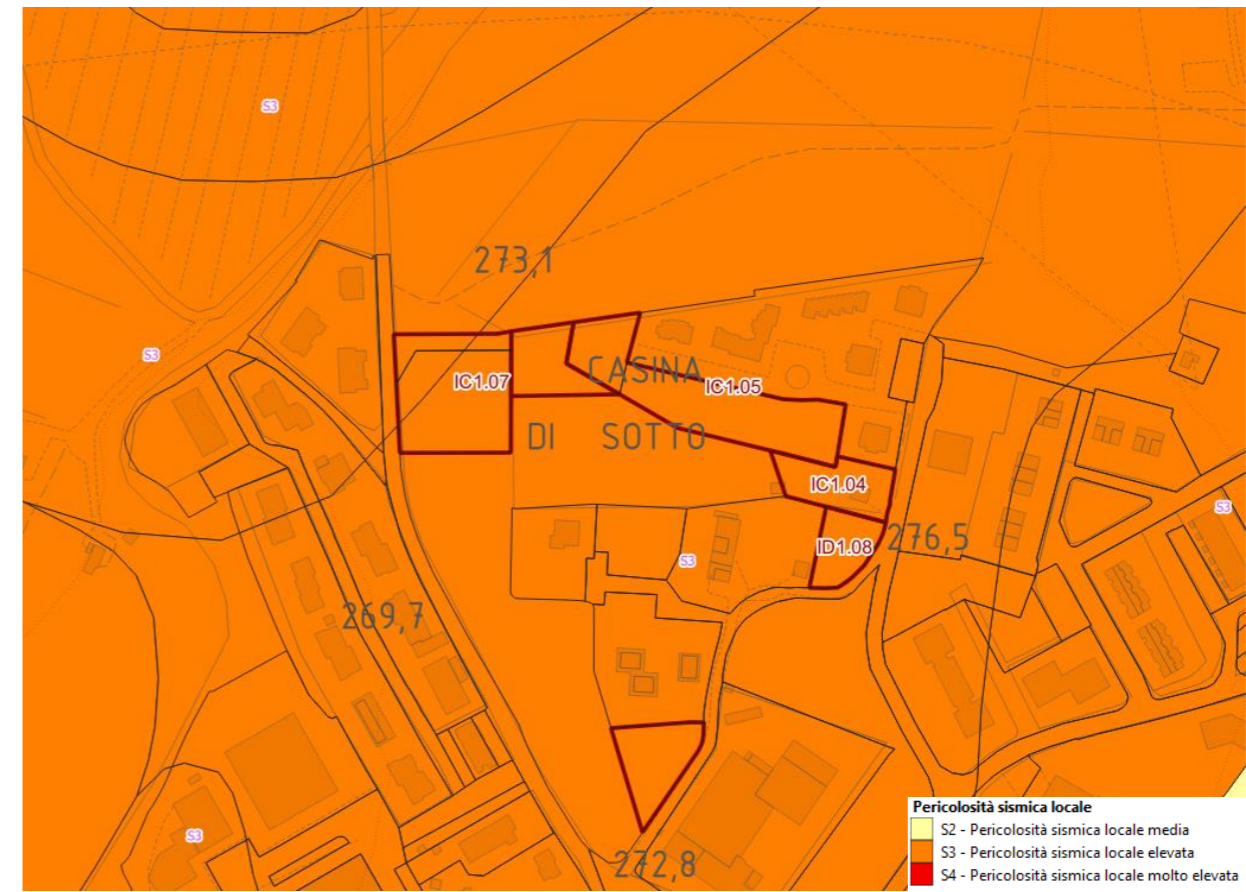 S3
273,1
S3
CASINA
IC1.07
IC1.05
DI SOTTO
IC1.04
S3
276,5
ID1.08
S3
269,7
S3
272,8
Pericolosità sismica locale
S2 - Pericolosità sismica locale media
S3 - Pericolosità sismica locale elevata
S4 - Pericolosità sismica locale molto elevata